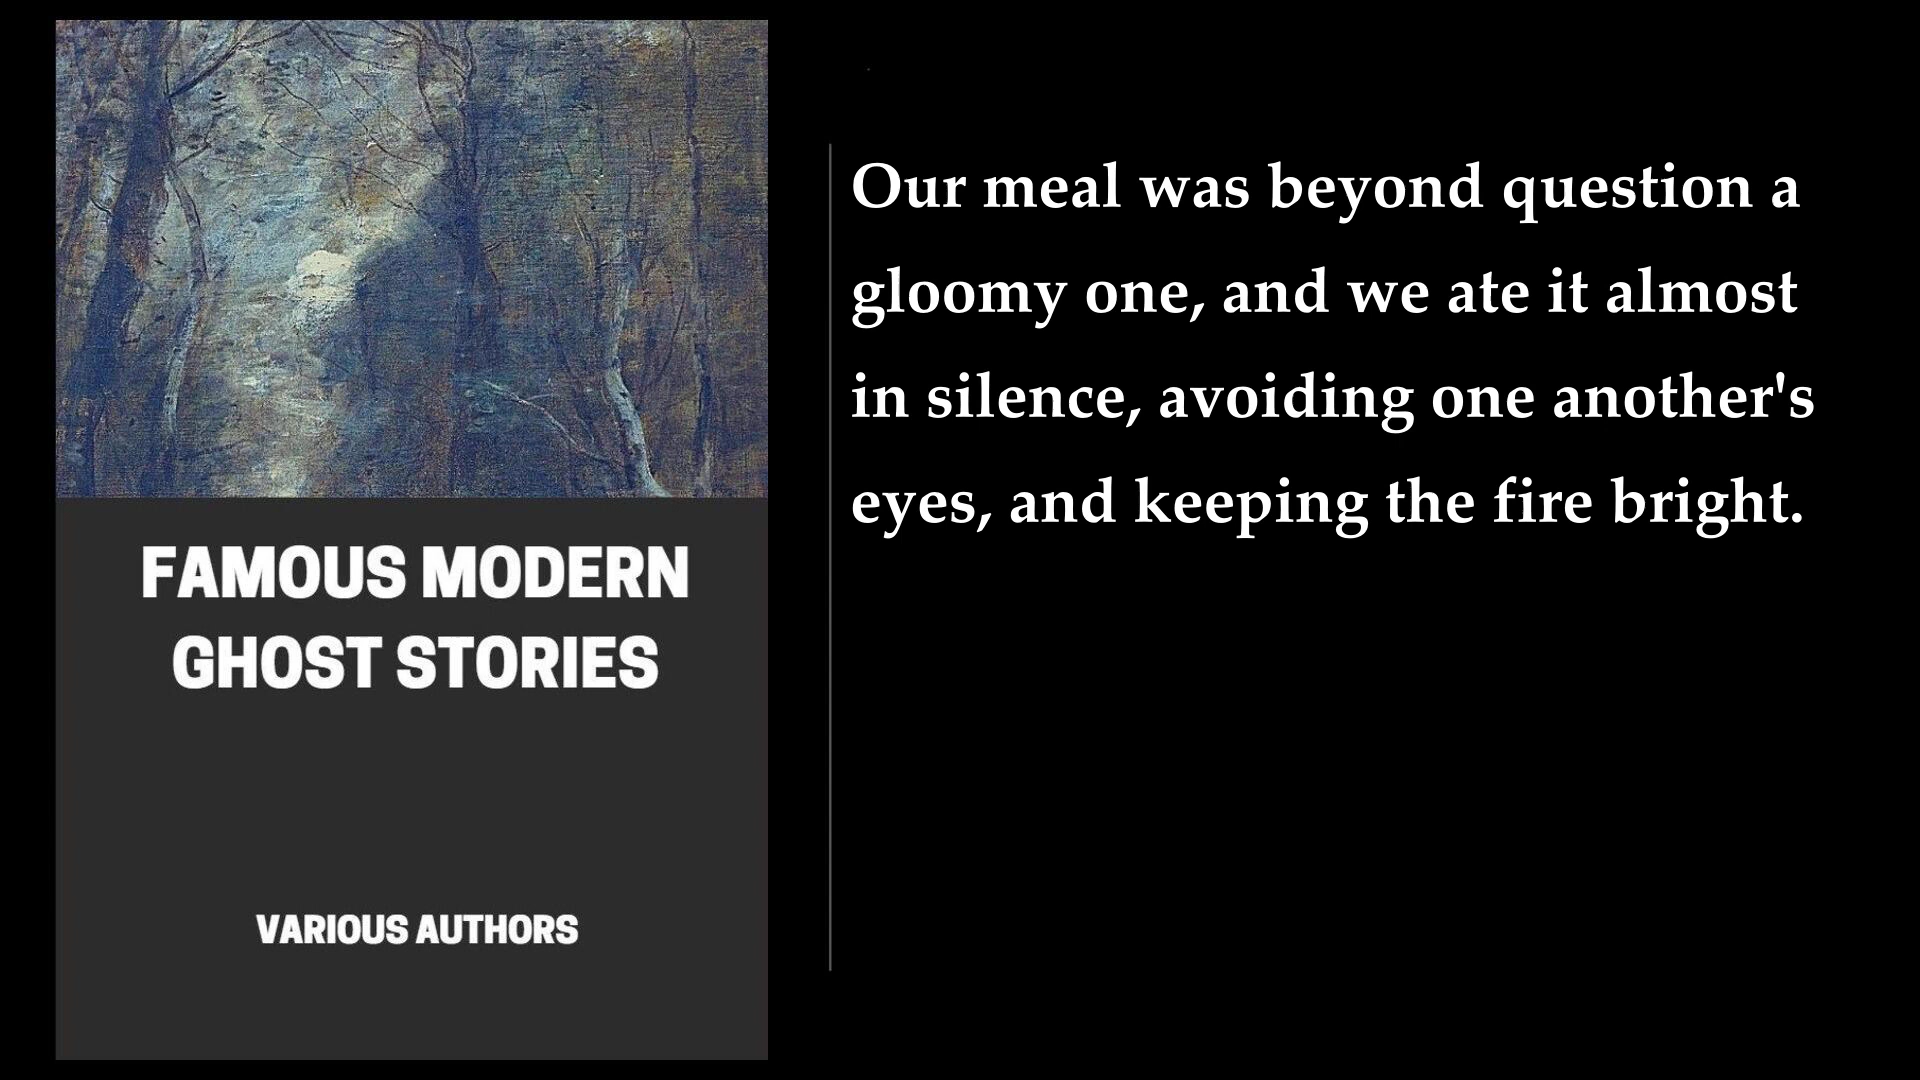 FAMOUS MODERN
GHOST STORIES
VARIOUS AUTHORS
Our meal was beyond question a
gloomy one, and we ate it almost
in silence, avoiding one another's
eyes, and keeping the fire bright.